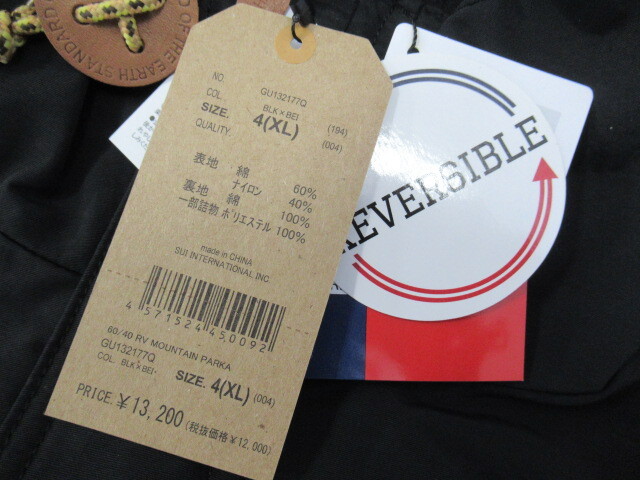 O OF THE EARTH STANDARD
NO. GU132177Q
COL. BLK×BEI (194)
SIZE. 4(XL) (004)
QUALITY.
表地 綿 60%
ナイロン 40%
裏地 綿 100%
一部詰物 ポリエステル 100%
made in CHINA
SUI INTERNATIONAL INC
4 571524 450092
60/40 RV MOUNTAIN PARKA
GU132177Q
COL. BLK×BEI
SIZE. 4(XL) (004)
PRICE. ¥13,200 (税抜価格¥12,000)
REVERSIBLE